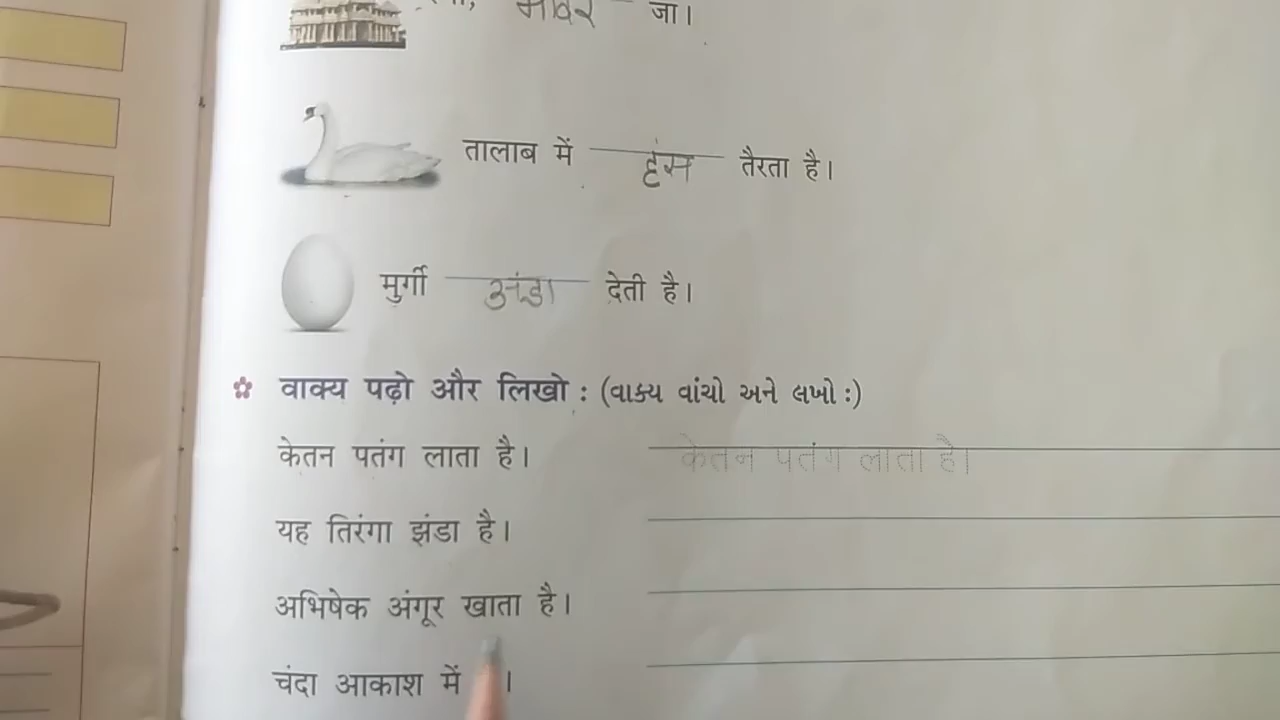 जा।
तालाब में हंस तैरता है।
मुर्गी अंडा देती है।
वाक्य पढ़ो और लिखो : (વાક્ય વાંચો અને લખો :)
केतन पतंग लाता है। केतन पतंग लाता है।
यह तिरंगा झंडा है।
अभिषेक अंगूर खाता है।
चंदा आकाश में ।